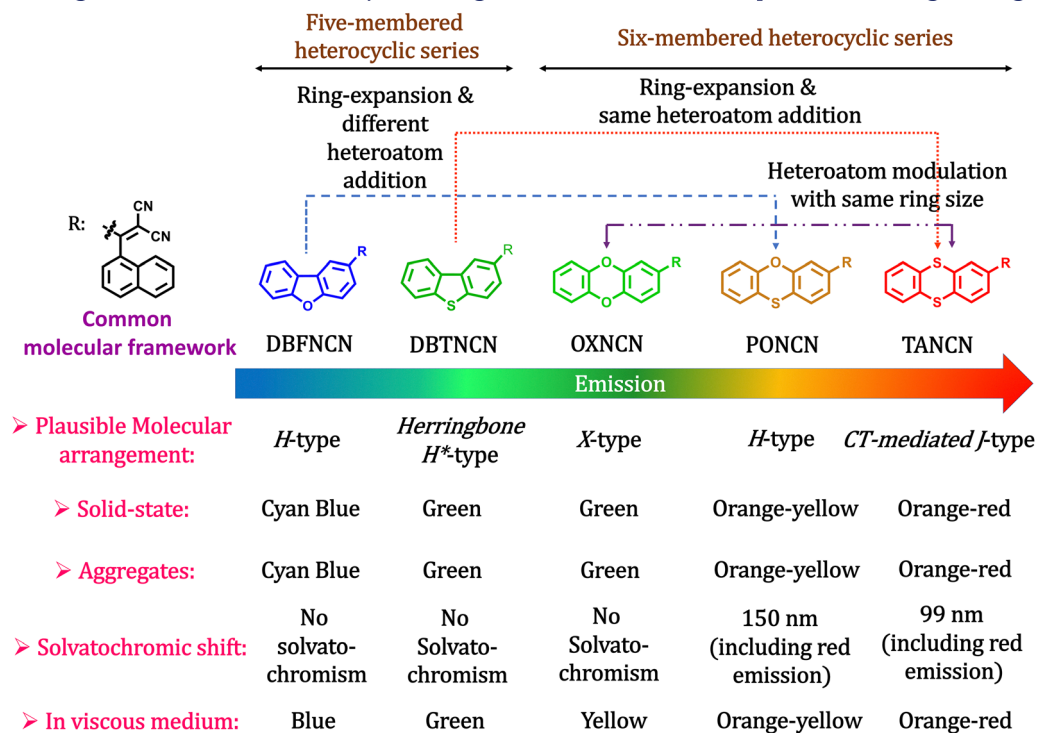 Five-membered
heterocyclic series
Six-membered heterocyclic series
Ring-expansion &
different
heteroatom
addition
Ring-expansion &
same heteroatom addition
Heteroatom modulation
with same ring size
R:
CN
CN
Common
molecular framework
R
O
DBFNCN
R
S
DBTNCN
O
R
O
OXNCN
O
R
S
PONCN
S
R
S
TANCN
Emission
➢ Plausible Molecular
arrangement:
H-type
Herringbone
H*-type
X-type
H-type
CT-mediated J-type
➢ Solid-state:
Cyan Blue
Green
Green
Orange-yellow
Orange-red
➢ Aggregates:
Cyan Blue
Green
Green
Orange-yellow
Orange-red
➢ Solvatochromic shift:
No
solvato-
chromism
No
Solvato-
chromism
No
Solvato-
chromism
150 nm
(including red
emission)
99 nm
(including red
emission)
➢ In viscous medium:
Blue
Green
Yellow
Orange-yellow
Orange-red